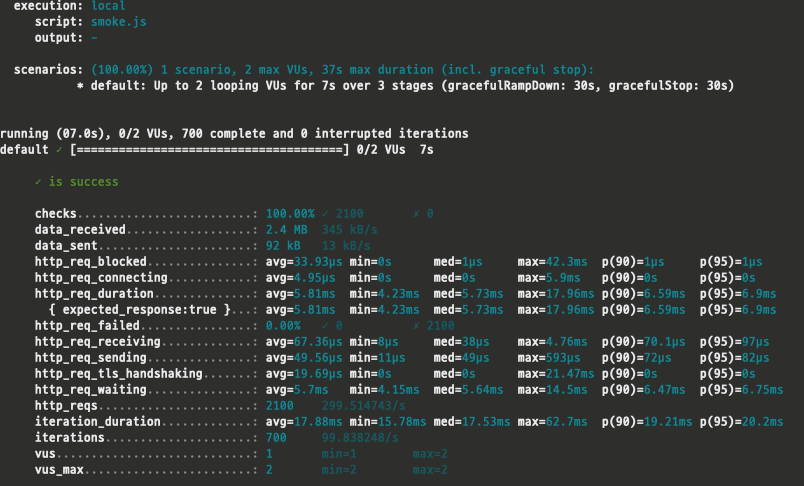 execution: local
script: smoke.js
output: -
scenarios: (100.00%) 1 scenario, 2 max VUs, 37s max duration (incl. graceful stop):
* default: Up to 2 looping VUs for 7s over 3 stages (gracefulRampDown: 30s, gracefulStop: 30s)
running (07.0s), 0/2 VUs, 700 complete and 0 interrupted iterations
default ✓ [======================================] 0/2 VUs  7s
✓ is success
checks.........................: 100.00% ✓ 2100       ✗ 0
data_received..................: 2.4 MB  345 kB/s
data_sent......................: 92 kB   13 kB/s
http_req_blocked...............: avg=33.93µs min=0s      med=1µs     max=42.3ms  p(90)=1µs     p(95)=1µs
http_req_connecting............: avg=4.95µs  min=0s      med=0s      max=5.9ms   p(90)=0s      p(95)=0s
http_req_duration..............: avg=5.81ms  min=4.23ms  med=5.73ms  max=17.96ms p(90)=6.59ms  p(95)=6.9ms
{ expected_response:true }...: avg=5.81ms  min=4.23ms  med=5.73ms  max=17.96ms p(90)=6.59ms  p(95)=6.9ms
http_req_failed................: 0.00%   ✓ 0          ✗ 2100
http_req_receiving.............: avg=67.36µs min=8µs     med=38µs    max=4.76ms  p(90)=70.1µs  p(95)=97µs
http_req_sending...............: avg=49.56µs min=11µs    med=49µs    max=593µs   p(90)=72µs    p(95)=82µs
http_req_tls_handshaking.......: avg=19.69µs min=0s      med=0s      max=21.47ms p(90)=0s      p(95)=0s
http_req_waiting...............: avg=5.7ms   min=4.15ms  med=5.64ms  max=14.5ms  p(90)=6.47ms  p(95)=6.75ms
http_reqs......................: 2100    299.514743/s
iteration_duration.............: avg=17.88ms min=15.78ms med=17.53ms max=62.7ms  p(90)=19.21ms p(95)=20.2ms
iterations.....................: 700     99.838248/s
vus............................: 1       min=1        max=2
vus_max........................: 2       min=2        max=2